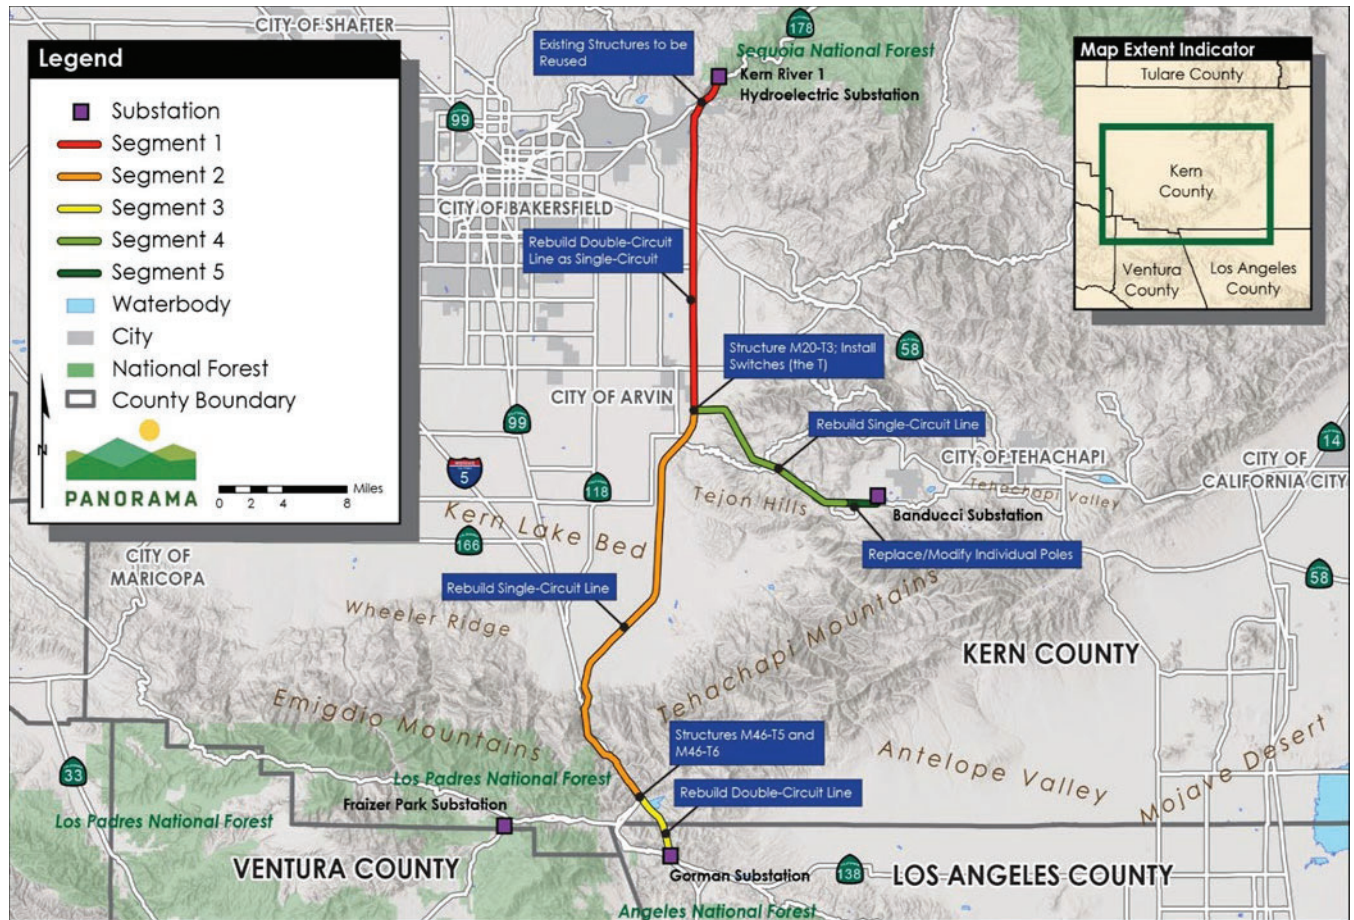 CITY OF SHAFTER
178
Sequoia National Forest
Existing Structures to be
Reused
Kern River 1
Hydroelectric Substation
Legend
Substation
Segment 1
Segment 2
Segment 3
Segment 4
Segment 5
Waterbody
City
National Forest
County Boundary
N
PANORAMA
0 2 4 8 Miles
Map Extent Indicator
Tulare County
Kern
County
Ventura
County
Los Angeles
County
99
CITY OF BAKERSFIELD
Rebuild Double-Circuit
Line as Single-Circuit
Structure M20-T3; Install
Switches (the T)
58
CITY OF ARVIN
99
Rebuild Single-Circuit Line
14
CITY OF TEHACHAPI
CITY OF
CALIFORNIA CITY
5
118
Tejon Hills
Tehachapi Valley
Banducci Substation
Kern Lake Bed
166
Replace/Modify Individual Poles
CITY OF
MARICOPA
58
Rebuild Single-Circuit Line
Wheeler Ridge
Tehachapi Mountains
KERN COUNTY
Emigdio Mountains
Structures M46-T5 and
M46-T6
Antelope Valley
Mojave Desert
33
Los Padres National Forest
Rebuild Double-Circuit Line
Fraizer Park Substation
Los Padres National Forest
VENTURA COUNTY
Gorman Substation
138
LOS ANGELES COUNTY
Angeles National Forest